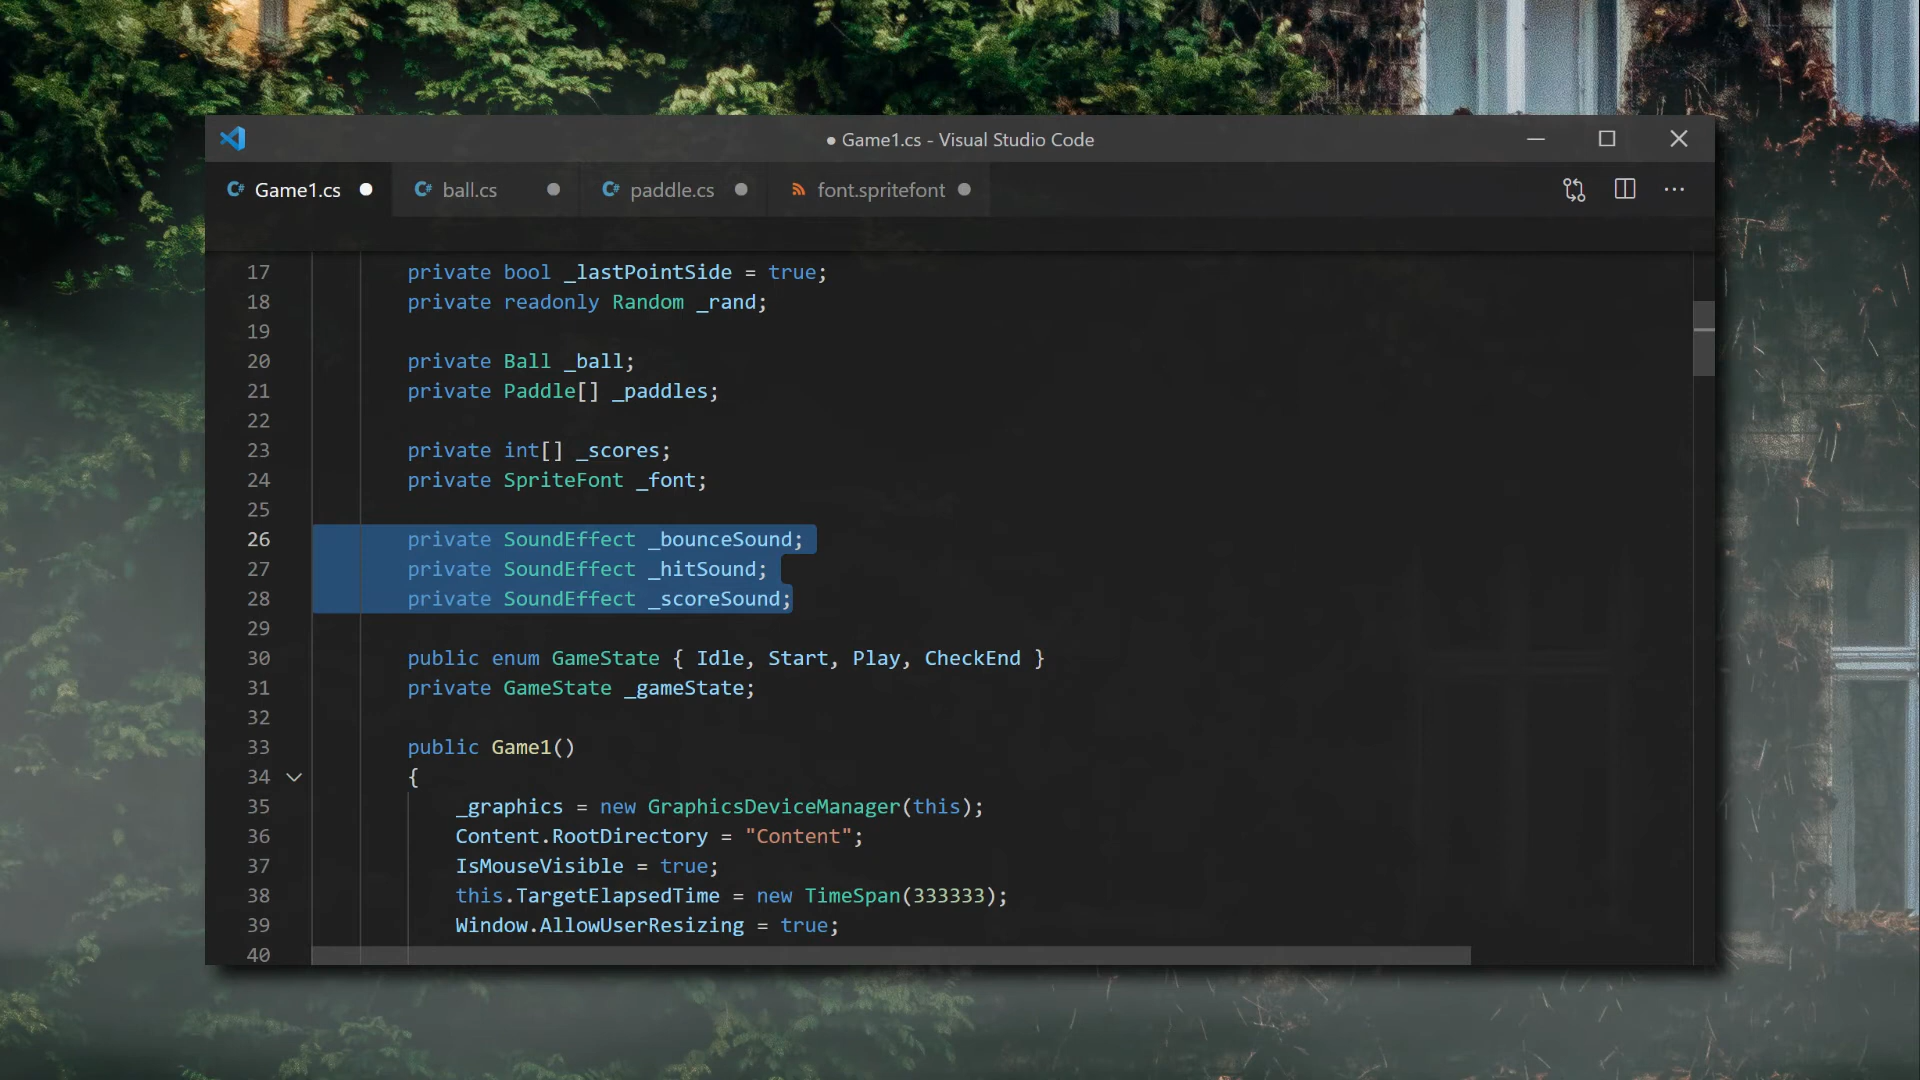 ● Game1.cs - Visual Studio Code
C# Game1.cs ● C# ball.cs ● C# paddle.cs ● font.spritefont ●
17 private bool _lastPointSide = true;
18 private readonly Random _rand;
19
20 private Ball _ball;
21 private Paddle[] _paddles;
22
23 private int[] _scores;
24 private SpriteFont _font;
25
26 private SoundEffect _bounceSound;
27 private SoundEffect _hitSound;
28 private SoundEffect _scoreSound;
29
30 public enum GameState { Idle, Start, Play, CheckEnd }
31 private GameState _gameState;
32
33 public Game1()
34 {
35 _graphics = new GraphicsDeviceManager(this);
36 Content.RootDirectory = "Content";
37 IsMouseVisible = true;
38 this.TargetElapsedTime = new TimeSpan(333333);
39 Window.AllowUserResizing = true;
40